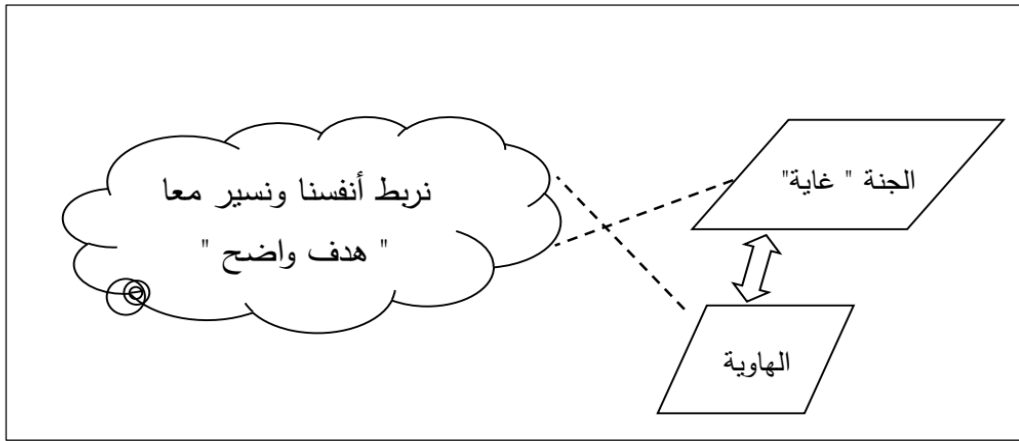 نربط أنفسنا ونسير معا
" هدف واضح "
الجنة " غاية"
الهاوية